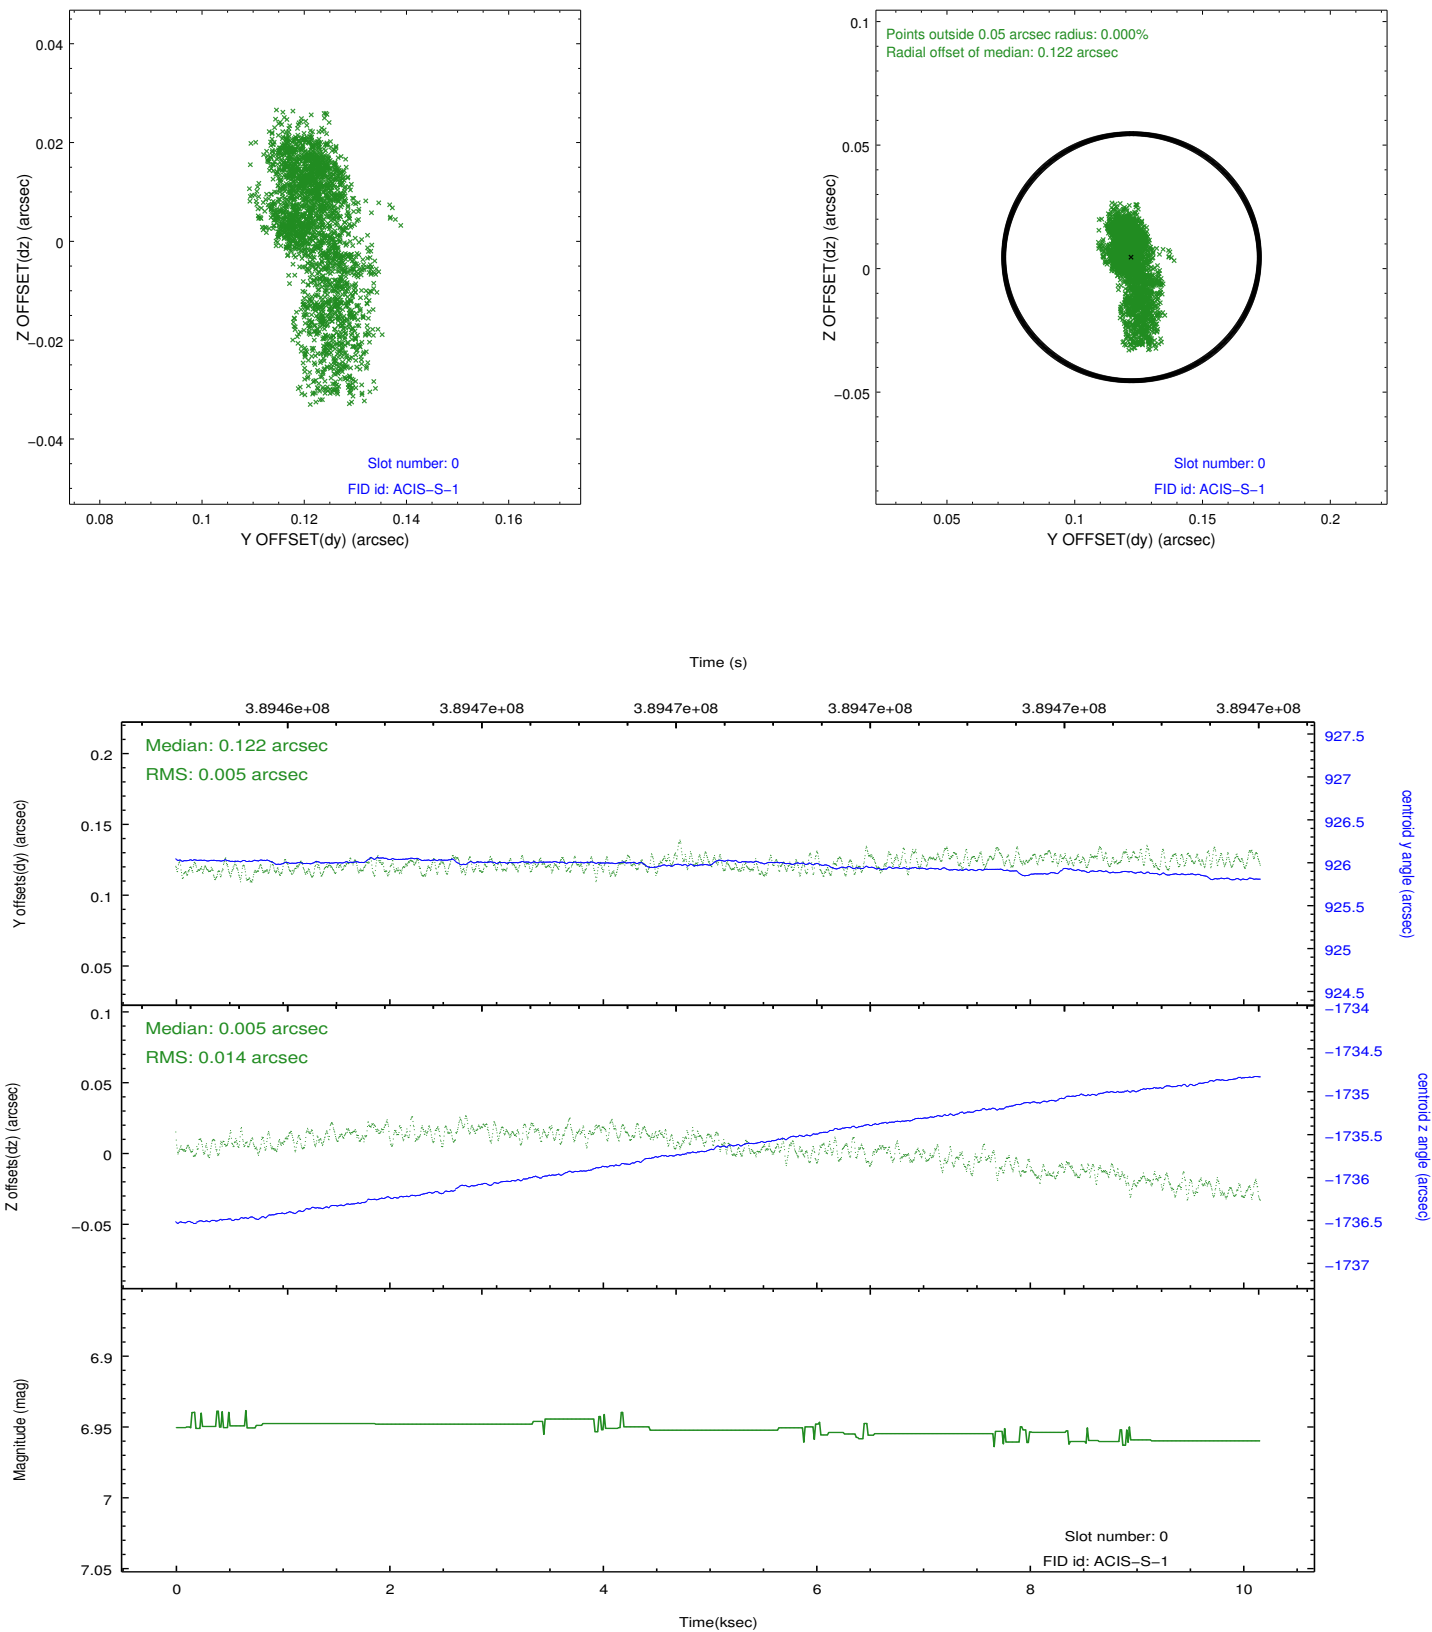 0.04
0.02
0
−0.02
−0.04
Z OFFSET(dz) (arcsec)
Slot number: 0
FID id: ACIS−S−1
0.08
0.1
0.12
0.14
0.16
Y OFFSET(dy) (arcsec)
Points outside 0.05 arcsec radius: 0.000%
Radial offset of median: 0.122 arcsec
0.1
0.05
0
−0.05
Z OFFSET(dz) (arcsec)
Slot number: 0
FID id: ACIS−S−1
0.05
0.1
0.15
0.2
Y OFFSET(dy) (arcsec)
Time (s)
3.8946e+08
3.8947e+08
3.8947e+08
3.8947e+08
3.8947e+08
3.8947e+08
Median: 0.122 arcsec
RMS: 0.005 arcsec
0.2
0.15
0.1
0.05
Y offsets(dy) (arcsec)
927.5
927
926.5
926
925.5
925
924.5
centroid y angle (arcsec)
Median: 0.005 arcsec
RMS: 0.014 arcsec
0.1
0.05
0
−0.05
Z offsets(dz) (arcsec)
−1734
−1734.5
−1735
−1735.5
−1736
−1736.5
−1737
centroid z angle (arcsec)
6.9
6.95
7
7.05
Magnitude (mag)
Slot number: 0
FID id: ACIS−S−1
0
2
4
6
8
10
Time(ksec)